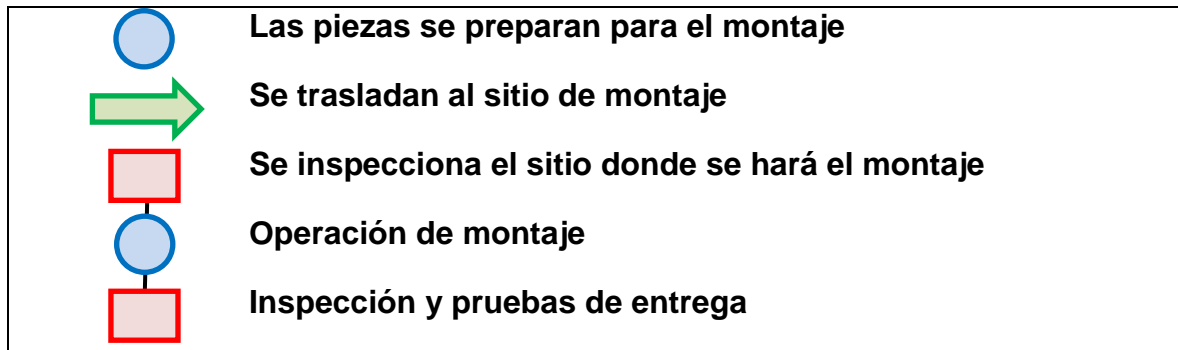 Las piezas se preparan para el montaje
Se trasladan al sitio de montaje
Se inspecciona el sitio donde se hará el montaje
Operación de montaje
Inspección y pruebas de entrega